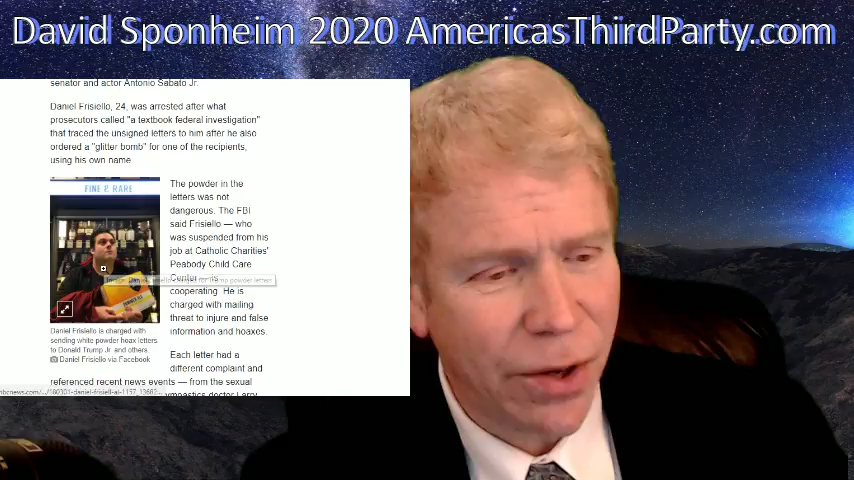 David Sponheim 2020 AmericasThirdParty.com
senator and actor Antonio Sabato Jr.
Daniel Frisiello, 24, was arrested after what
prosecutors called "a textbook federal investigation"
that traced the unsigned letters to him after he also
ordered a "glitter bomb" for one of the recipients,
using his own name
FINE & RARE
The powder in the
letters was not
dangerous. The FBI
said Frisiello — who
was suspended from his
job at Catholic Charities'
Peabody Child Care
Center
cooperating. He is
charged with mailing
threat to injure and false
information and hoaxes.
Daniel Frisiello is charged with
sending white powder hoax letters
to Donald Trump Jr. and others.
Daniel Frisiello via Facebook
Each letter had a
different complaint and
referenced recent news events — from the sexual